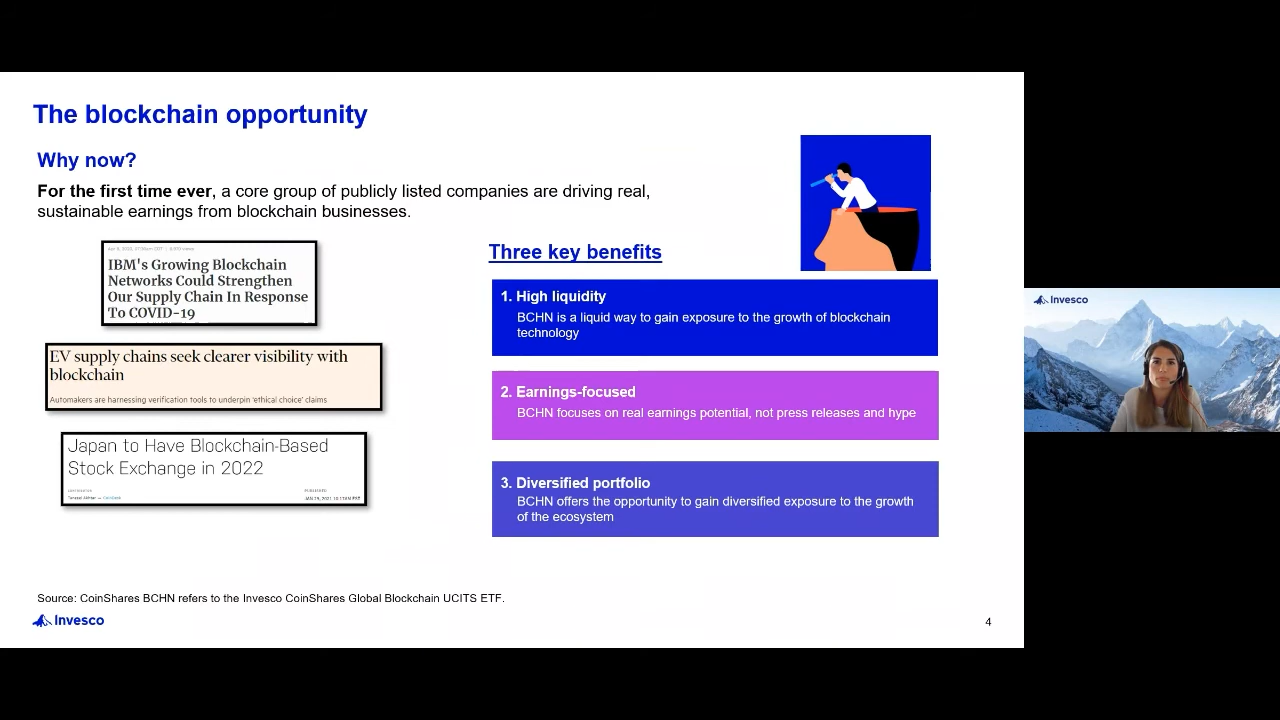 The blockchain opportunity
Why now?
For the first time ever, a core group of publicly listed companies are driving real,
sustainable earnings from blockchain businesses.
IBM's Growing Blockchain
Networks Could Strengthen
Our Supply Chain In Response
To COVID-19
EV supply chains seek clearer visibility with
blockchain
Automakers are harnessing verification tools to underpin 'ethical choice' claims
Japan to Have Blockchain-Based
Stock Exchange in 2022
Three key benefits
1. High liquidity
BCHN is a liquid way to gain exposure to the growth of blockchain
technology
2. Earnings-focused
BCHN focuses on real earnings potential, not press releases and hype
3. Diversified portfolio
BCHN offers the opportunity to gain diversified exposure to the growth
of the ecosystem
Source: CoinShares BCHN refers to the Invesco CoinShares Global Blockchain UCITS ETF.
Invesco
4
Invesco